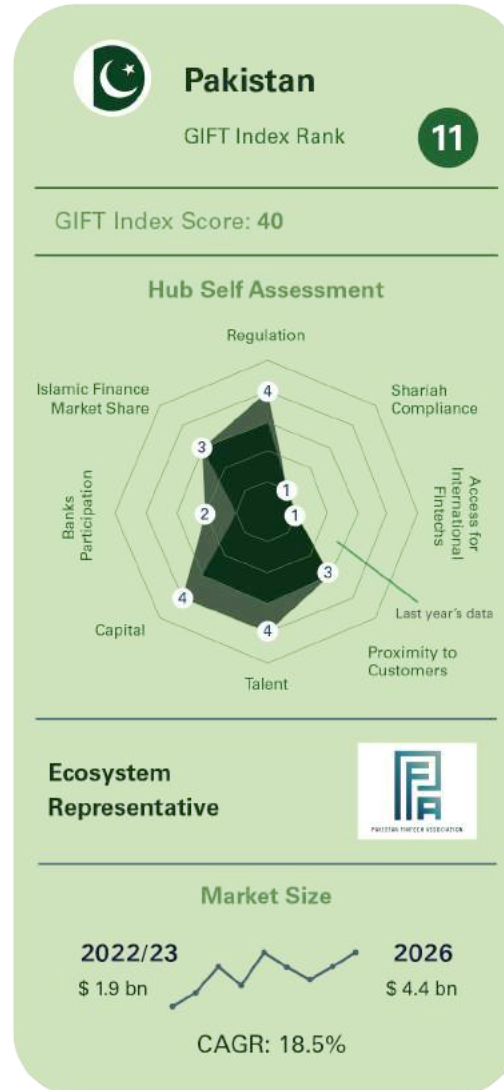 Pakistan
GIFT Index Rank
11
GIFT Index Score: 40
Hub Self Assessment
Regulation
Islamic Finance
Market Share
Shariah
Compliance
Banks
Participation
Access for
International
Fintechs
4
3
1
2
1
4
3
4
Last year's data
Capital
Proximity to
Customers
Talent
Ecosystem
Representative
PAKISTAN FINTECH ASSOCIATION
Market Size
2022/23
$ 1.9 bn
2026
$ 4.4 bn
CAGR: 18.5%